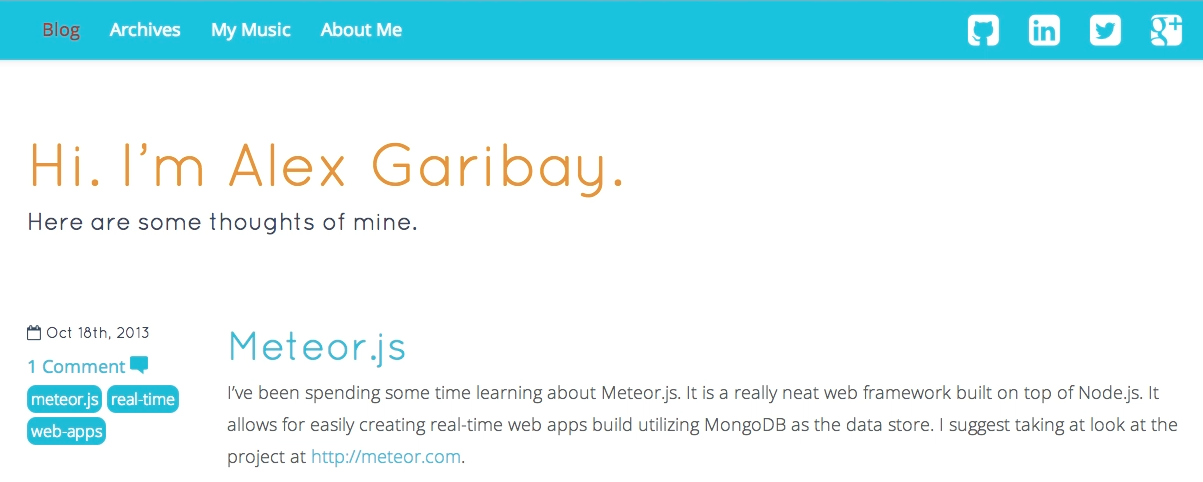 Blog Archives My Music About Me
Hi. I'm Alex Garibay.
Here are some thoughts of mine.
Oct 18th, 2013
1 Comment
meteor.js real-time
web-apps
Meteor.js
I've been spending some time learning about Meteor.js. It is a really neat web framework built on top of Node.js. It
allows for easily creating real-time web apps build utilizing MongoDB as the data store. I suggest taking at look at the
project at http://meteor.com.